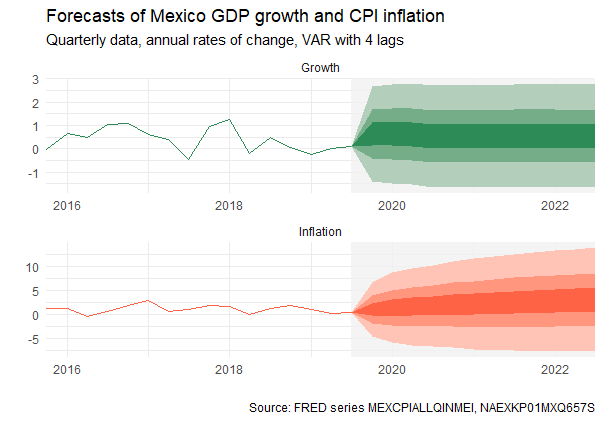 Forecasts of Mexico GDP growth and CPI inflation
Quarterly data, annual rates of change, VAR with 4 lags
Growth
3
2
1
0
-1
2016 2018 2020 2022
Inflation
10
5
0
-5
2016 2018 2020 2022
Source: FRED series MEXCPIALLQINMEI, NAEXKP01MXQ657S